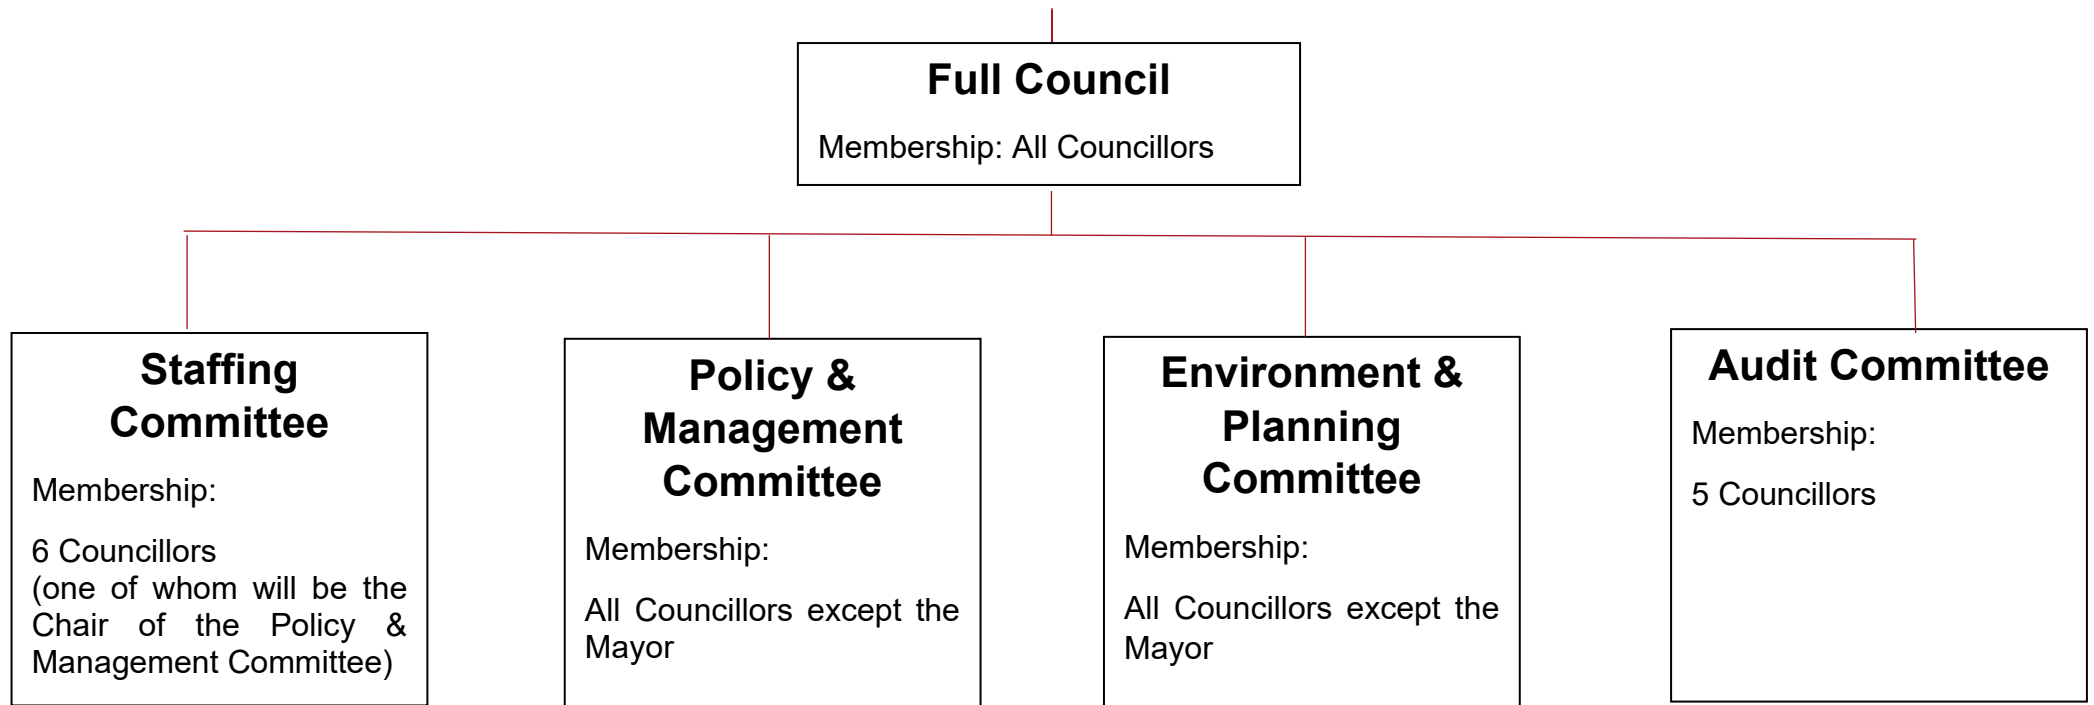 Full Council
Membership: All Councillors
Staffing
Committee
Membership:
6 Councillors
(one of whom will be the
Chair of the Policy &
Management Committee)
Policy &
Management
Committee
Membership:
All Councillors except the
Mayor
Environment &
Planning
Committee
Membership:
All Councillors except the
Mayor
Audit Committee
Membership:
5 Councillors